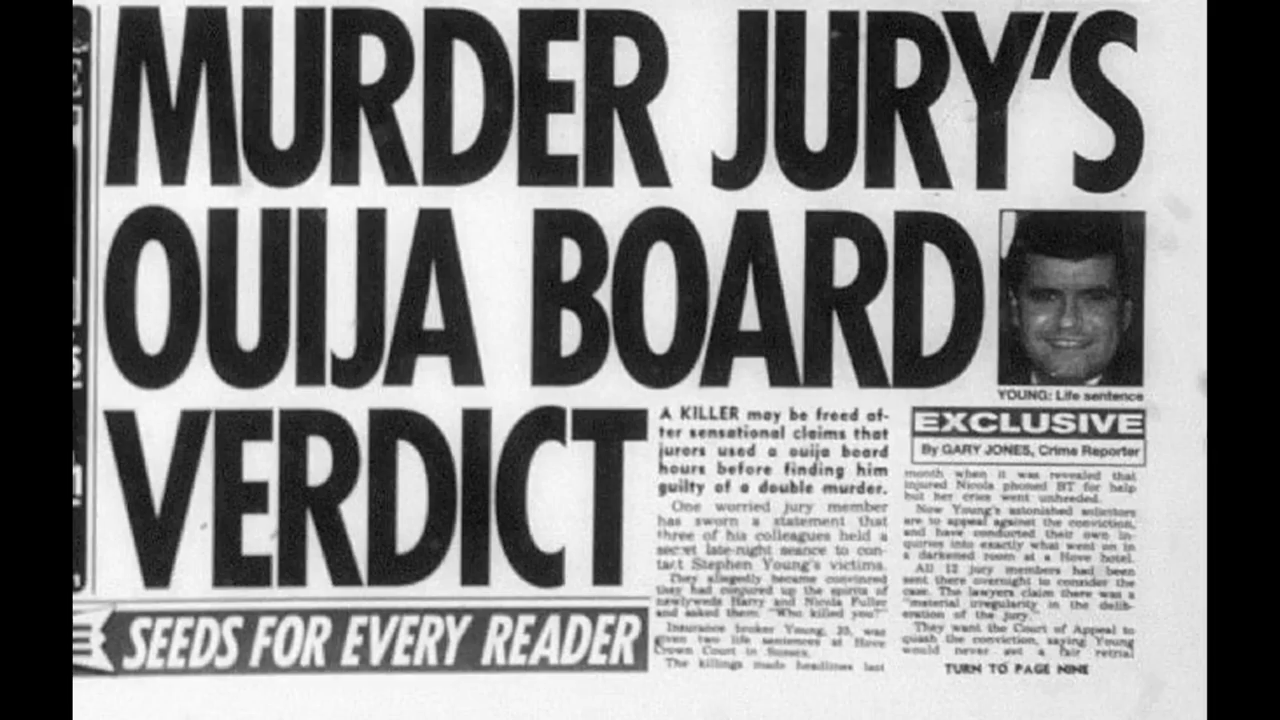 MURDER JURY'S
OUIJA BOARD
VERDICT
YOUNG: Life sentence
EXCLUSIVE
By GARY JONES, Crime Reporter
A KILLER may be freed af-
ter sensational claims that
jurors used a ouija board
hours before finding him
guilty of a double murder.
One worried jury member
has sworn a statement that
three of his colleagues held a
secret late-night seance to con-
tact Stephen Young's victims.
They allegedly became convinced
they had conjured up the spirits of
newlyweds Harry and Nicola Fuller
and asked them: "Who killed you?"
Insurance broker Young, 35, was
given two life sentences at Hove
Crown Court in Sussex.
The killings made headlines last
month when it was revealed that
injured Nicola phoned BT for help
but her cries went unheeded.
Now Young's astonished solicitors
are to appeal against the conviction,
and have conducted their own in-
quiries into exactly what went on in
a darkened room at a Hove hotel.
All 12 jury members had been
sent there overnight to consider the
case. The lawyers claim there was a
"material irregularity in the delib-
eration of the jury.
They want the Court of Appeal to
quash the conviction, saying Young
would never get a fair retrial
TURN TO PAGE NINE
SEEDS FOR EVERY READER